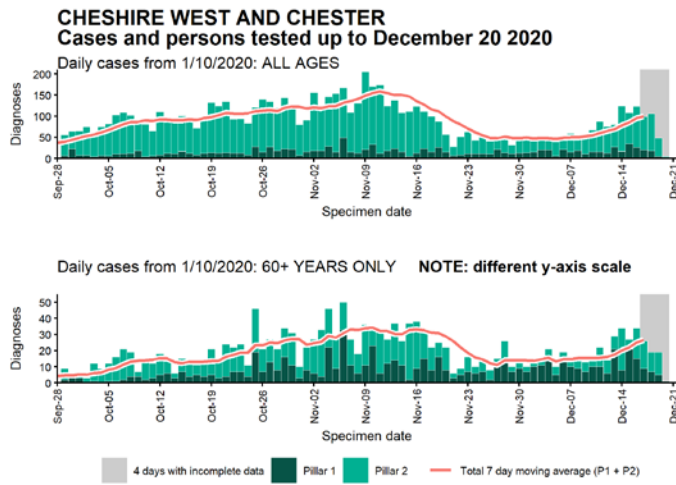 CHESHIRE WEST AND CHESTER
Cases and persons tested up to December 20 2020
Daily cases from 1/10/2020: ALL AGES
Diagnoses
200
150
100
50
0
Sep-28
Oct-05
Oct-12
Oct-19
Oct-26
Nov-02
Nov-09
Nov-16
Nov-23
Nov-30
Dec-07
Dec-14
Dec-21
Specimen date
Daily cases from 1/10/2020: 60+ YEARS ONLY NOTE: different y-axis scale
Diagnoses
50
40
30
20
10
0
Sep-28
Oct-05
Oct-12
Oct-19
Oct-26
Nov-02
Nov-09
Nov-16
Nov-23
Nov-30
Dec-07
Dec-14
Dec-21
Specimen date
4 days with incomplete data Pillar 1 Pillar 2 Total 7 day moving average (P1 + P2)